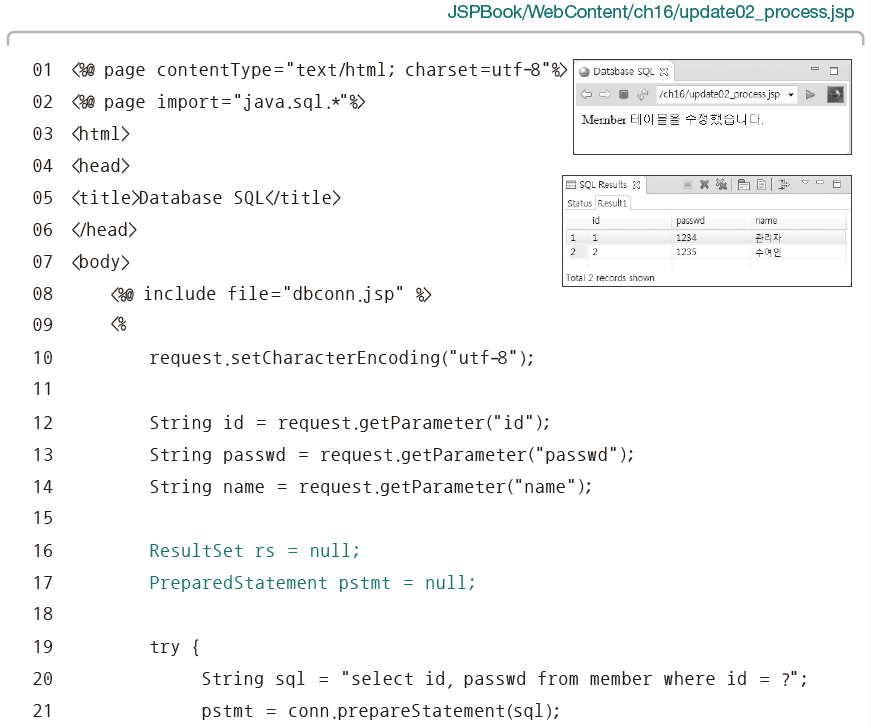 JSPBook/WebContent/ch16/update02_process.jsp
01 <%@ page contentType="text/html; charset=utf-8"%>
02 <%@ page import="java.sql.*"%>
03 <html>
04 <head>
05 <title>Database SQL</title>
06 </head>
07 <body>
08 <%@ include file="dbconn.jsp" %>
09 <%
10 request.setCharacterEncoding("utf-8");
11
12 String id = request.getParameter("id");
13 String passwd = request.getParameter("passwd");
14 String name = request.getParameter("name");
15
16 ResultSet rs = null;
17 PreparedStatement pstmt = null;
18
19 try {
20 String sql = "select id, passwd from member where id = ?";
21 pstmt = conn.prepareStatement(sql);
Database SQL
/ch16/update02_process.jsp
Member 테이블을 수정했습니다.
SQL Results
Status Result1
id passwd name
1 1 1234 관리자
2 2 1235 수여인
Total 2 records shown